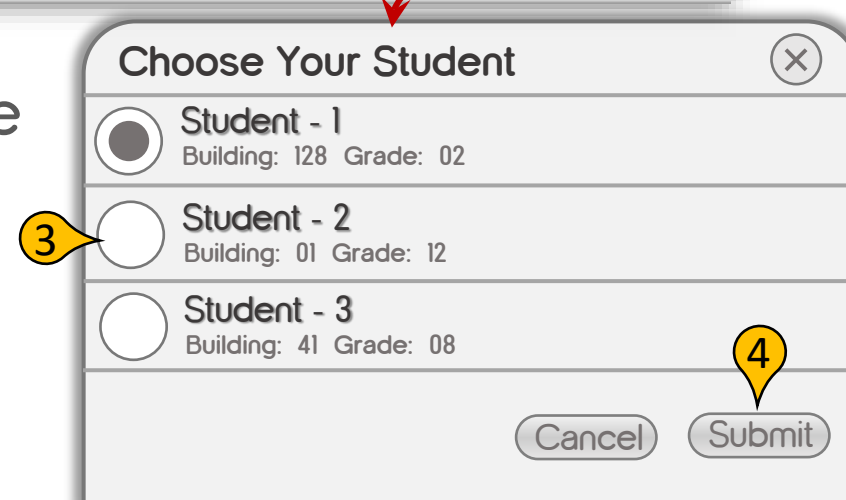 e
Choose Your Student
Student - 1
Building: 128 Grade: 02
3
Student - 2
Building: 01 Grade: 12
Student - 3
Building: 41 Grade: 08
4
Cancel
Submit